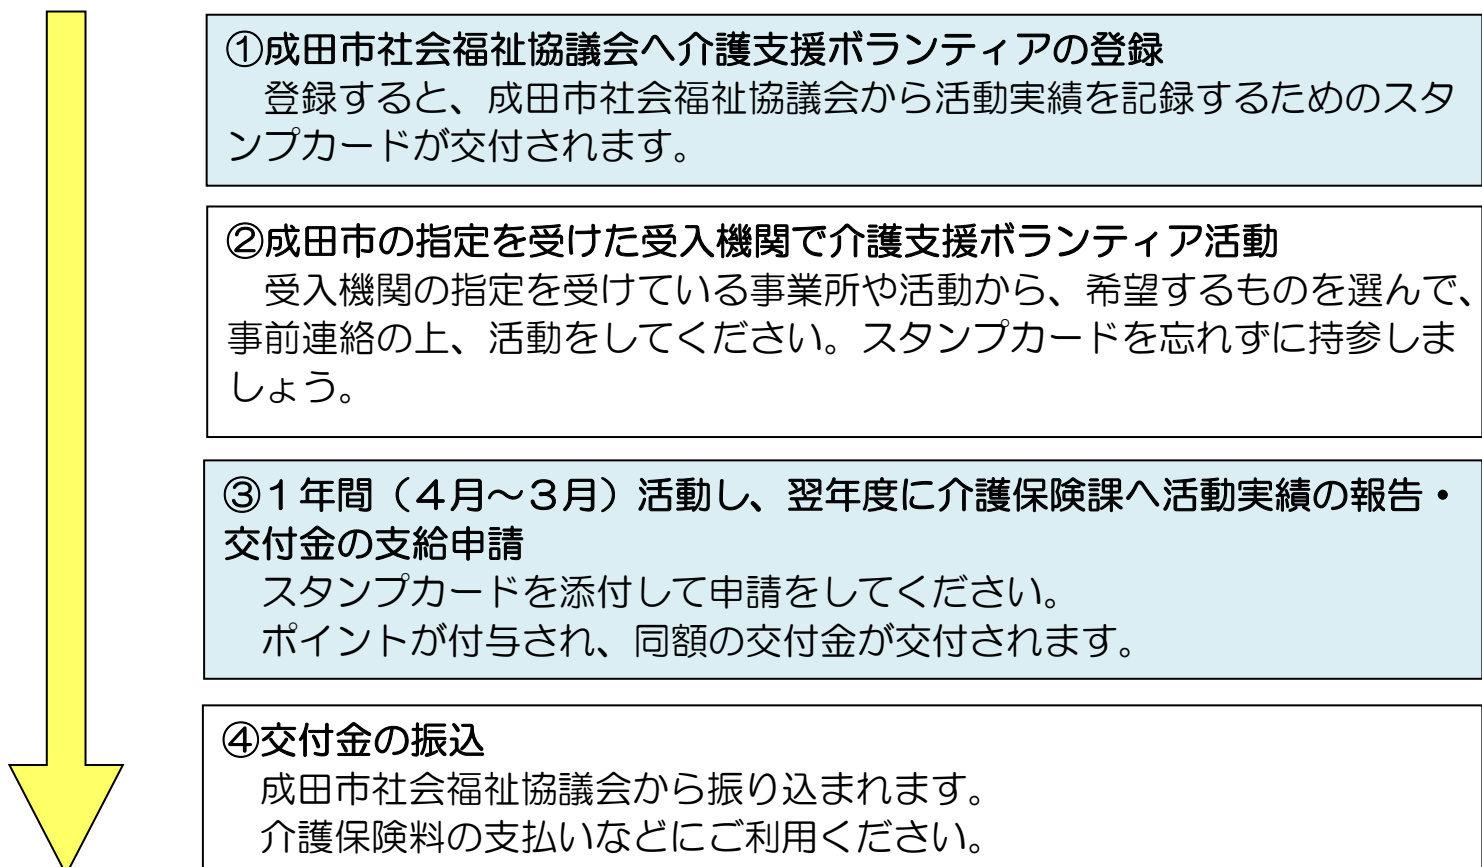 ①成田市社会福祉協議会へ介護支援ボランティアの登録
　登録すると、成田市社会福祉協議会から活動実績を記録するためのスタ
ンプカードが交付されます。
②成田市の指定を受けた受入機関で介護支援ボランティア活動
　受入機関の指定を受けている事業所や活動から、希望するものを選んで、
事前連絡の上、活動をしてください。スタンプカードを忘れずに持参しま
しょう。
③１年間（４月～３月）活動し、翌年度に介護保険課へ活動実績の報告・
交付金の支給申請
　スタンプカードを添付して申請をしてください。
　ポイントが付与され、同額の交付金が交付されます。
④交付金の振込
　成田市社会福祉協議会から振り込まれます。
　介護保険料の支払いなどにご利用ください。